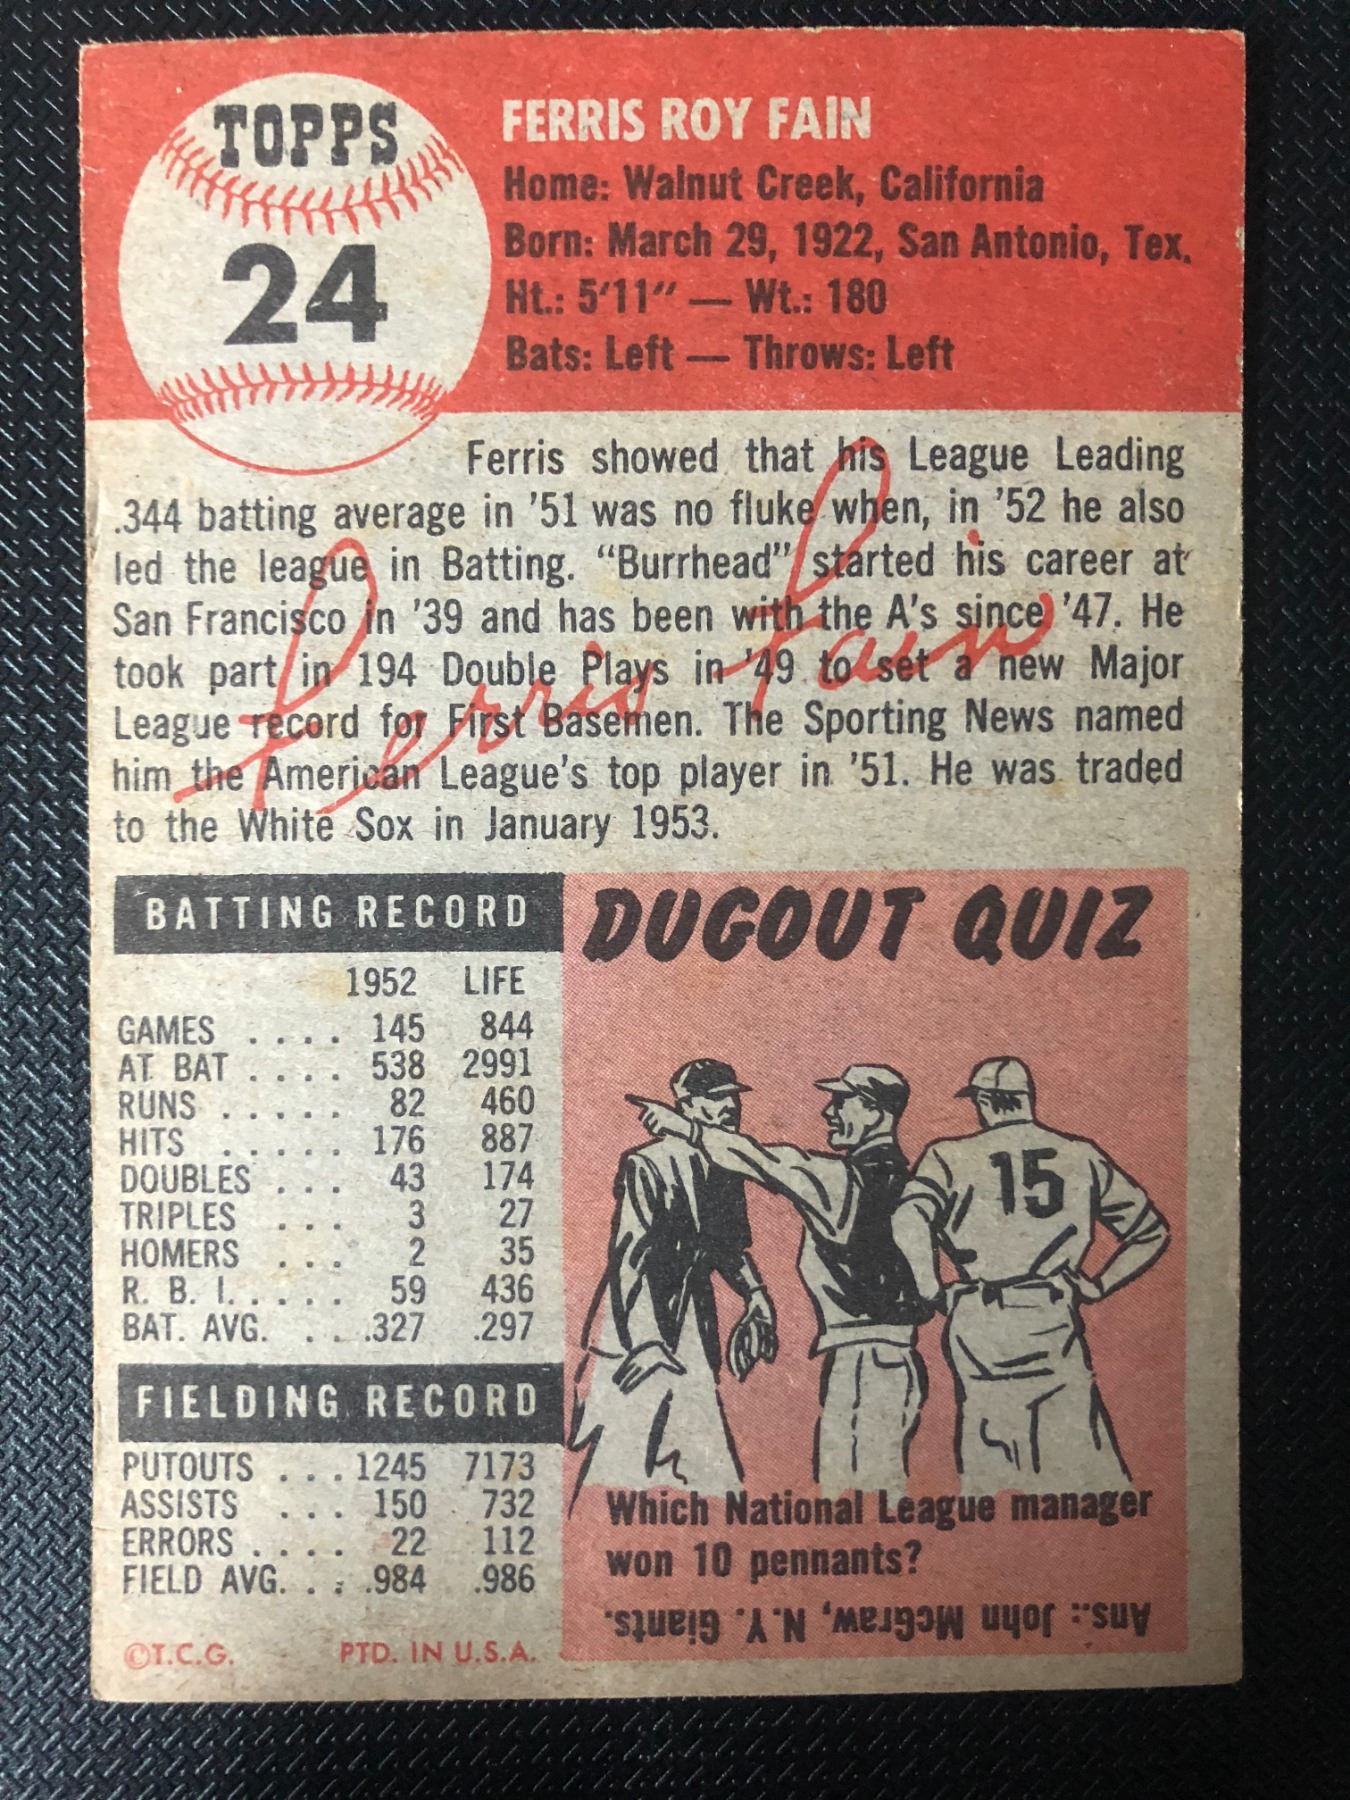 TOPPS
24
FERRIS ROY FAIN
Home: Walnut Creek, California
Born: March 29, 1922, San Antonio, Tex.
Ht.: 5'11" — Wt.: 180
Bats: Left — Throws: Left
Ferris showed that his League Leading
.344 batting average in '51 was no fluke when, in '52 he also
led the league in Batting. "Burrhead" started his career at
San Francisco in '39 and has been with the A's since '47. He
took part in 194 Double Plays in '49 to set a new Major
League record for First Basemen. The Sporting News named
him the American League's top player in '51. He was traded
to the White Sox in January 1953.
Ferris Fain
BATTING RECORD
1952 LIFE
GAMES . . . . 145 844
AT BAT . . . . 538 2991
RUNS . . . . . 82 460
HITS . . . . . 176 887
DOUBLES . . . 43 174
TRIPLES . . . 3 27
HOMERS . . . 2 35
R. B. I. . . . . 59 436
BAT. AVG. . . .327 .297
FIELDING RECORD
PUTOUTS . . . 1245 7173
ASSISTS . . . 150 732
ERRORS . . . . 22 112
FIELD AVG. . . . .984 .986
©T.C.G. PTD. IN U.S.A.
DUGOUT QUIZ
15
Which National League manager
won 10 pennants?
Ans.: John McGraw, N.Y. Giants.